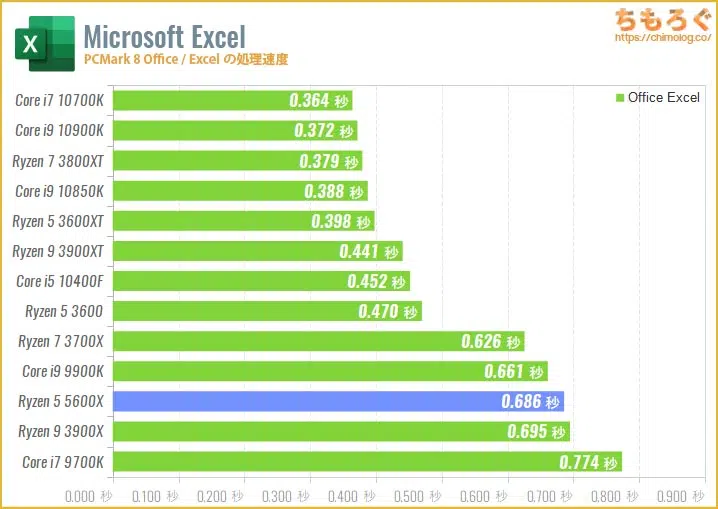 X
Microsoft Excel
PCMark 8 Office / Excel の処理速度
ちもろぐ
https://chimolog.co/
Office Excel
Core i7 10700K 0.364 秒
Core i9 10900K 0.372 秒
Ryzen 7 3800XT 0.379 秒
Core i9 10850K 0.388 秒
Ryzen 5 3600XT 0.398 秒
Ryzen 9 3900XT 0.441 秒
Core i5 10400F 0.452 秒
Ryzen 5 3600 0.470 秒
Ryzen 7 3700X 0.626 秒
Core i9 9900K 0.661 秒
Ryzen 5 5600X 0.686 秒
Ryzen 9 3900X 0.695 秒
Core i7 9700K 0.774 秒
0.000 秒 0.100 秒 0.200 秒 0.300 秒 0.400 秒 0.500 秒 0.600 秒 0.700 秒 0.800 秒 0.900 秒